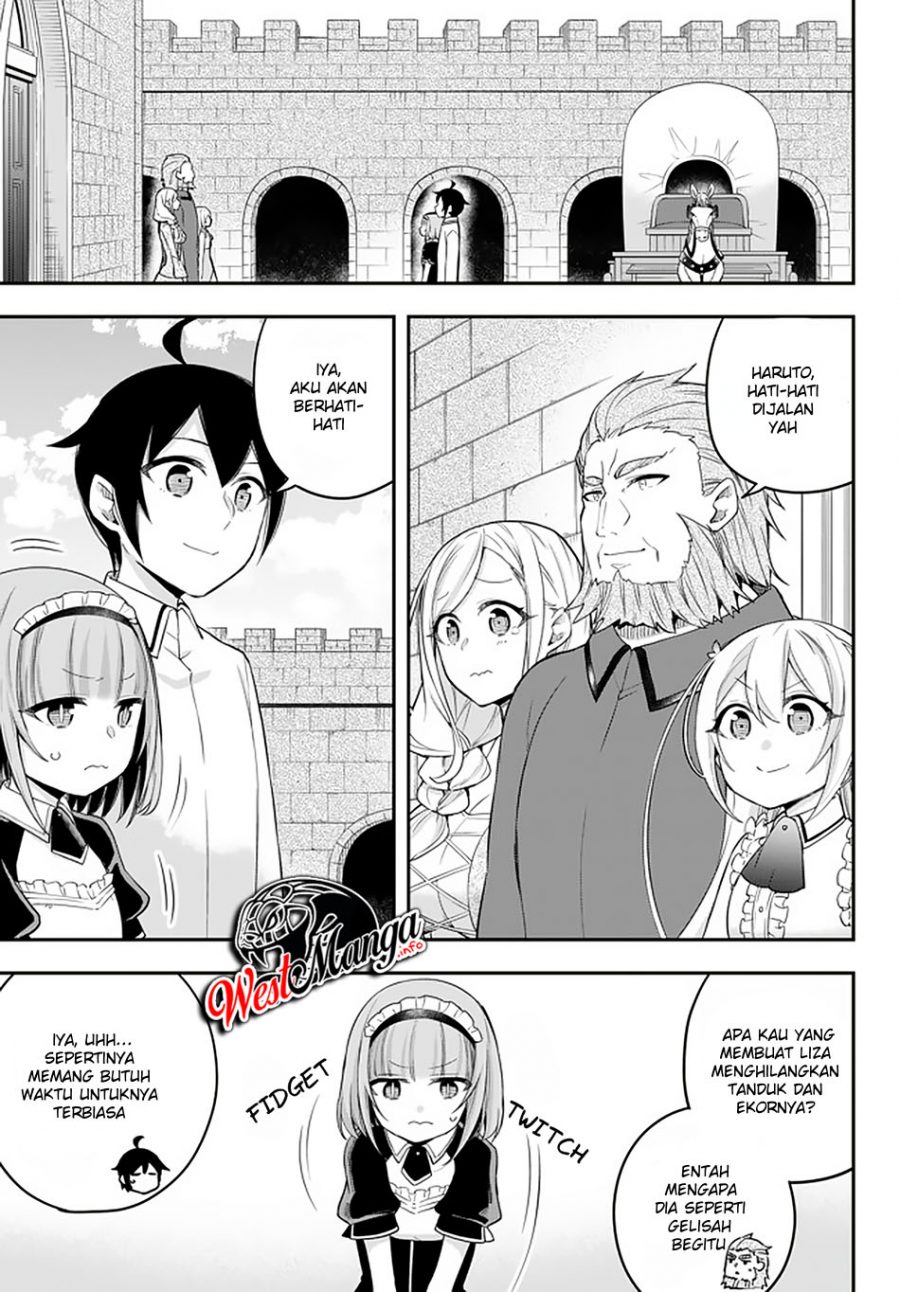 HARUTO,
HATI-HATI
DIJALAN
YAH
IYA,
AKU AKAN
BERHATI-
HATI
WESTMANGA
.info
APA KAU YANG
MEMBUAT LIZA
MENGHILANGKAN
TANDUK DAN
EKORNYA?
ENTAH
MENGAPA
DIA SEPERTI
GELISAH
BEGITU
TWITCH
FIDGET
IYA, UHH...
SEPERTINYA
MEMANG BUTUH
WAKTU UNTUKNYA
TERBIASA